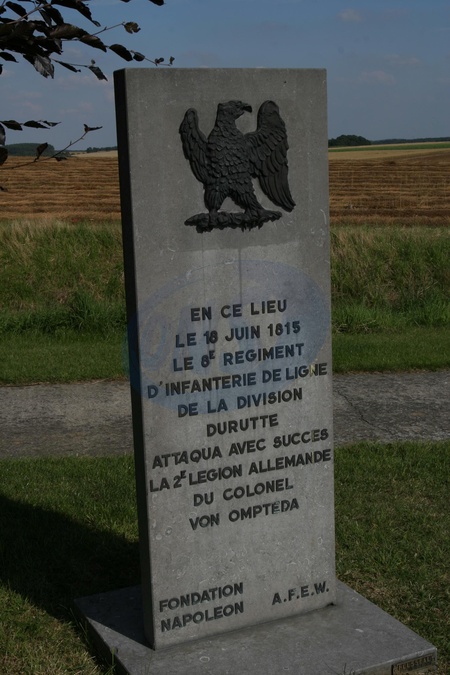 EN CE LIEU
LE 18 JUIN 1815
LE 8E REGIMENT
D'INFANTERIE DE LIGNE
DE LA DIVISION
DURUTTE
ATTAQUA AVEC SUCCES
LA 2E LEGION ALLEMANDE
DU COLONEL
VON OMPTEDA
FONDATION
NAPOLEON
A.F.E.W.